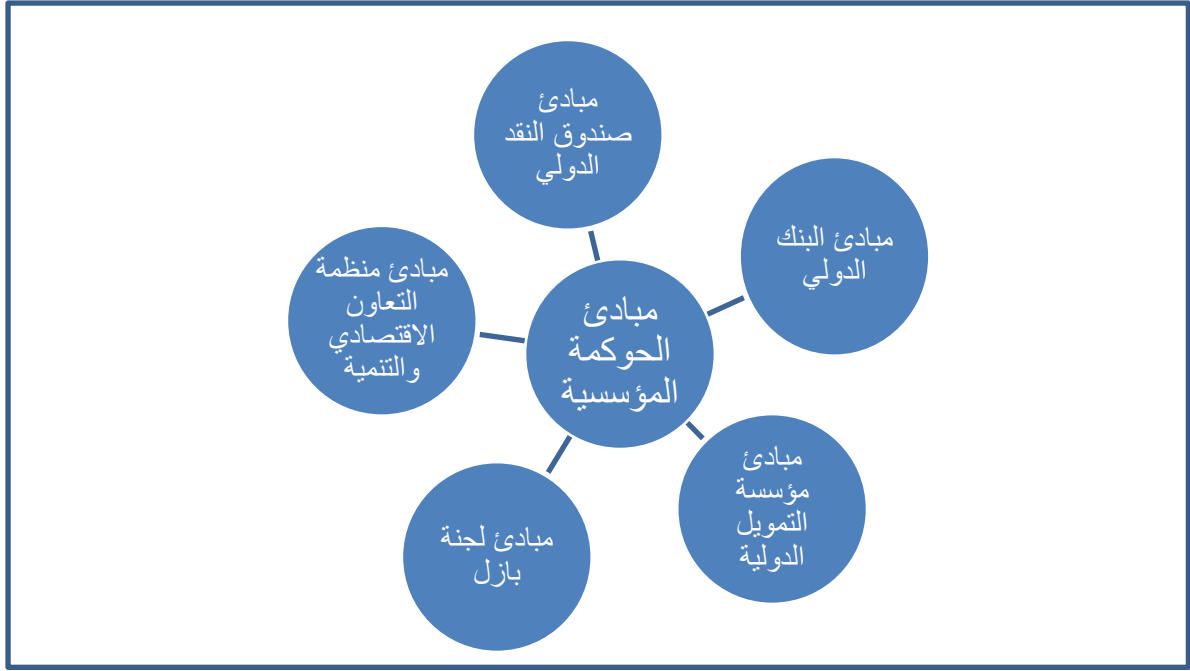 مبادئ
صندوق النقد
الدولي
مبادئ البنك
الدولي
مبادئ منظمة
التعاون
الاقتصادي
والتنمية
مبادئ
الحوكمة
المؤسسية
مبادئ
مؤسسة
التمويل
الدولية
مبادئ لجنة
بازل